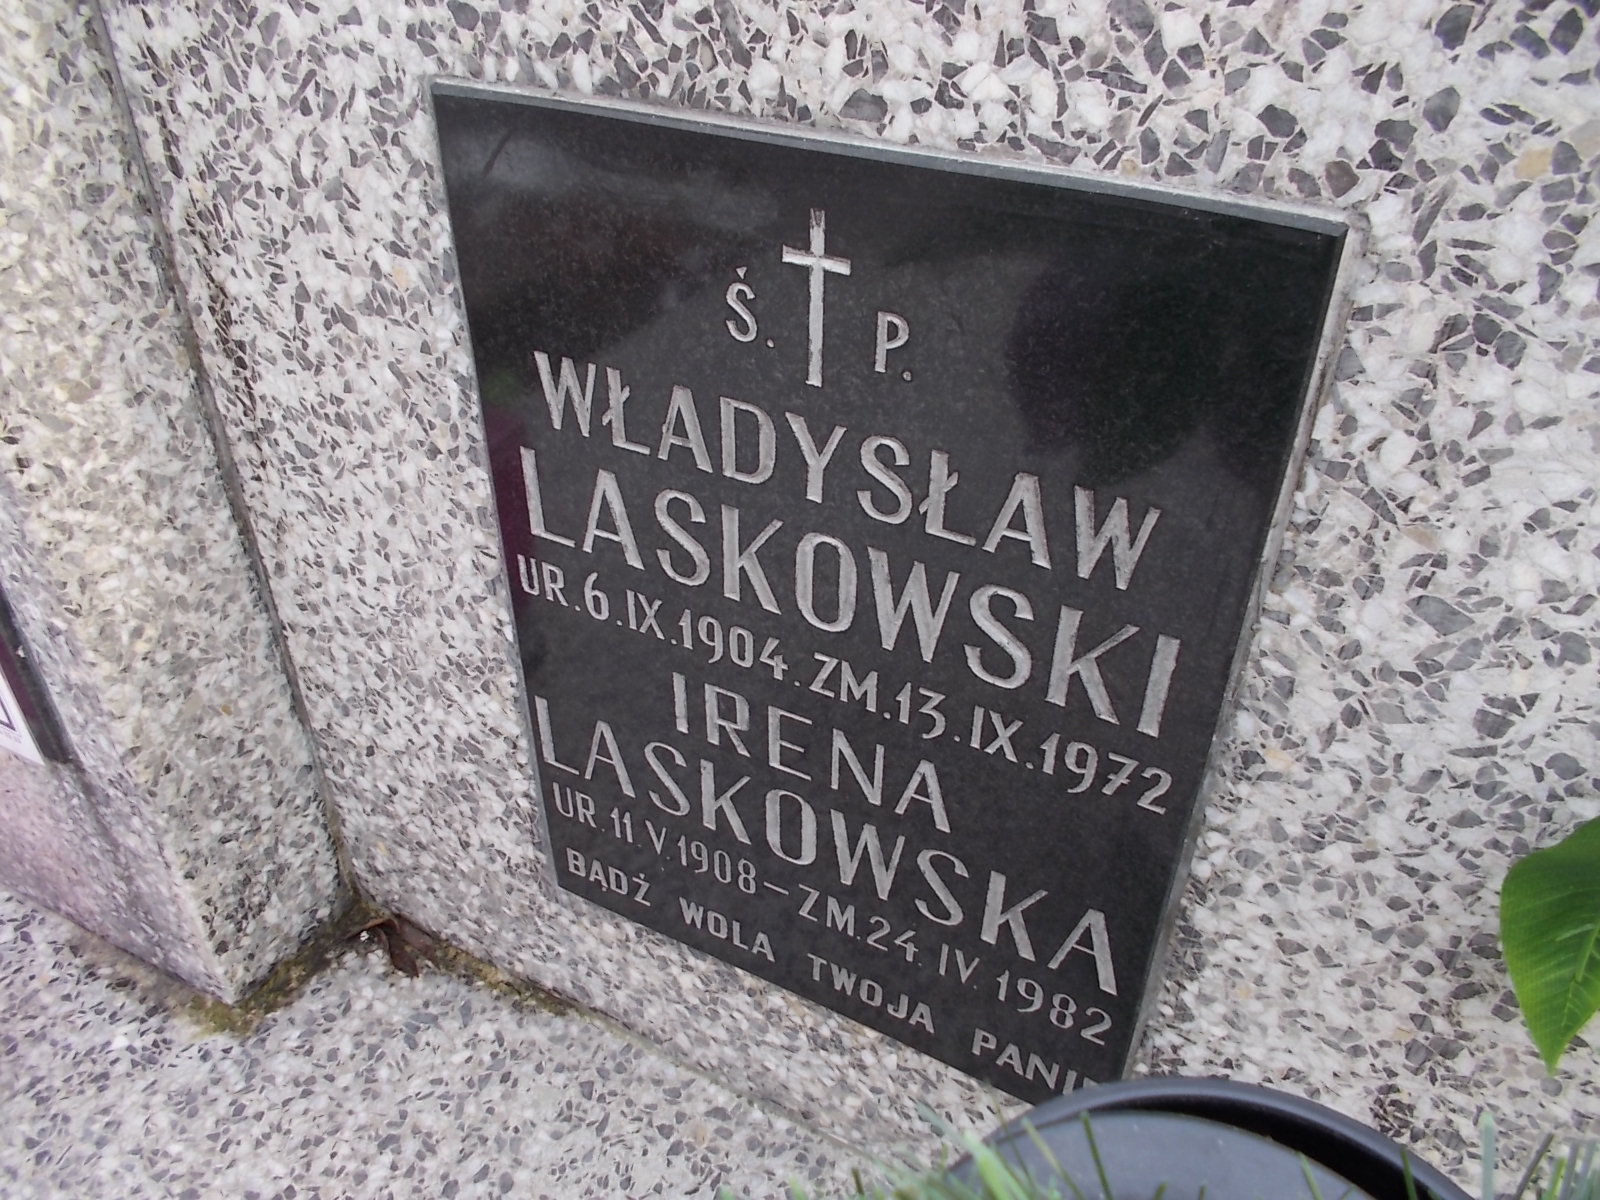 Ś. P.
WŁADYSŁAW
LASKOWSKI
UR. 6. IX. 1904. ZM. 13. IX. 1972
IRENA
LASKOWSKA
UR. 11. V. 1908 – ZM. 24. IV. 1982
BĄDŹ WOLA TWOJA PANIE